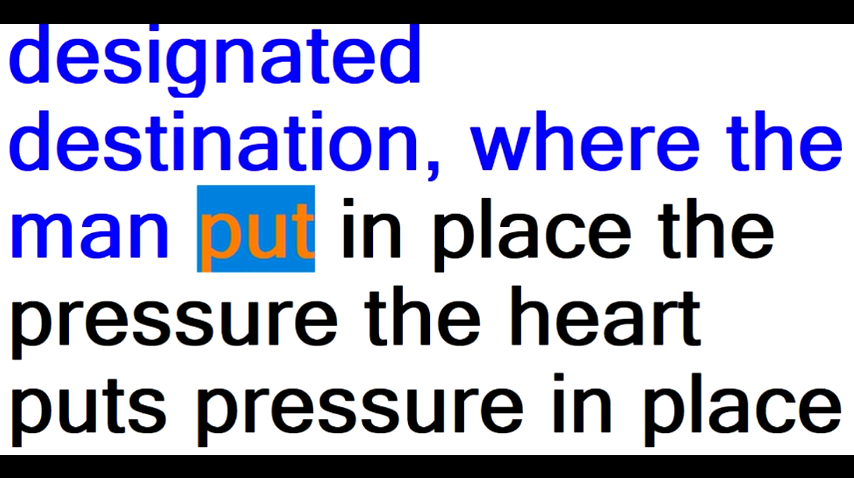 designated
destination, where the
man put in place the
pressure the heart
puts pressure in place